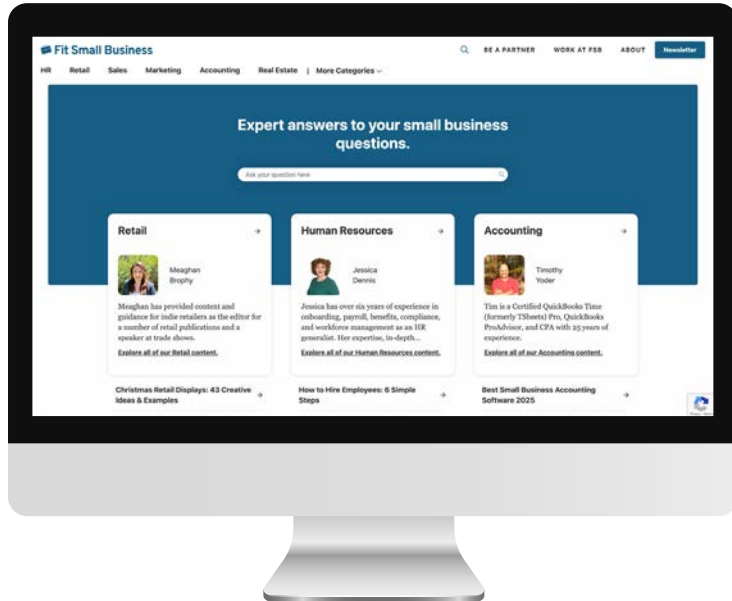 Fit Small Business
BE A PARTNER WORK AT FSB ABOUT Newsletter
HR Retail Sales Marketing Accounting Real Estate | More Categories
Expert answers to your small business
questions.
Ask your question here
Retail
Meaghan
Brophy
Meaghan has provided content and
guidance for indie retailers as the editor for
a number of retail publications and a
speaker at trade shows.
Explore all of our Retail content.
Christmas Retail Displays: 43 Creative
Ideas & Examples
Human Resources
Jessica
Dennis
Jessica has over six years of experience in
onboarding, payroll, benefits, compliance,
and workforce management as an HR
generalist. Her expertise, in-depth...
Explore all of our Human Resources content.
How to Hire Employees: 6 Simple
Steps
Accounting
Timothy
Yoder
Tim is a Certified QuickBooks Time
(formerly TSheets) Pro, QuickBooks
ProAdvisor, and CPA with 25 years of
experience.
Explore all of our Accounting content.
Best Small Business Accounting
Software 2025